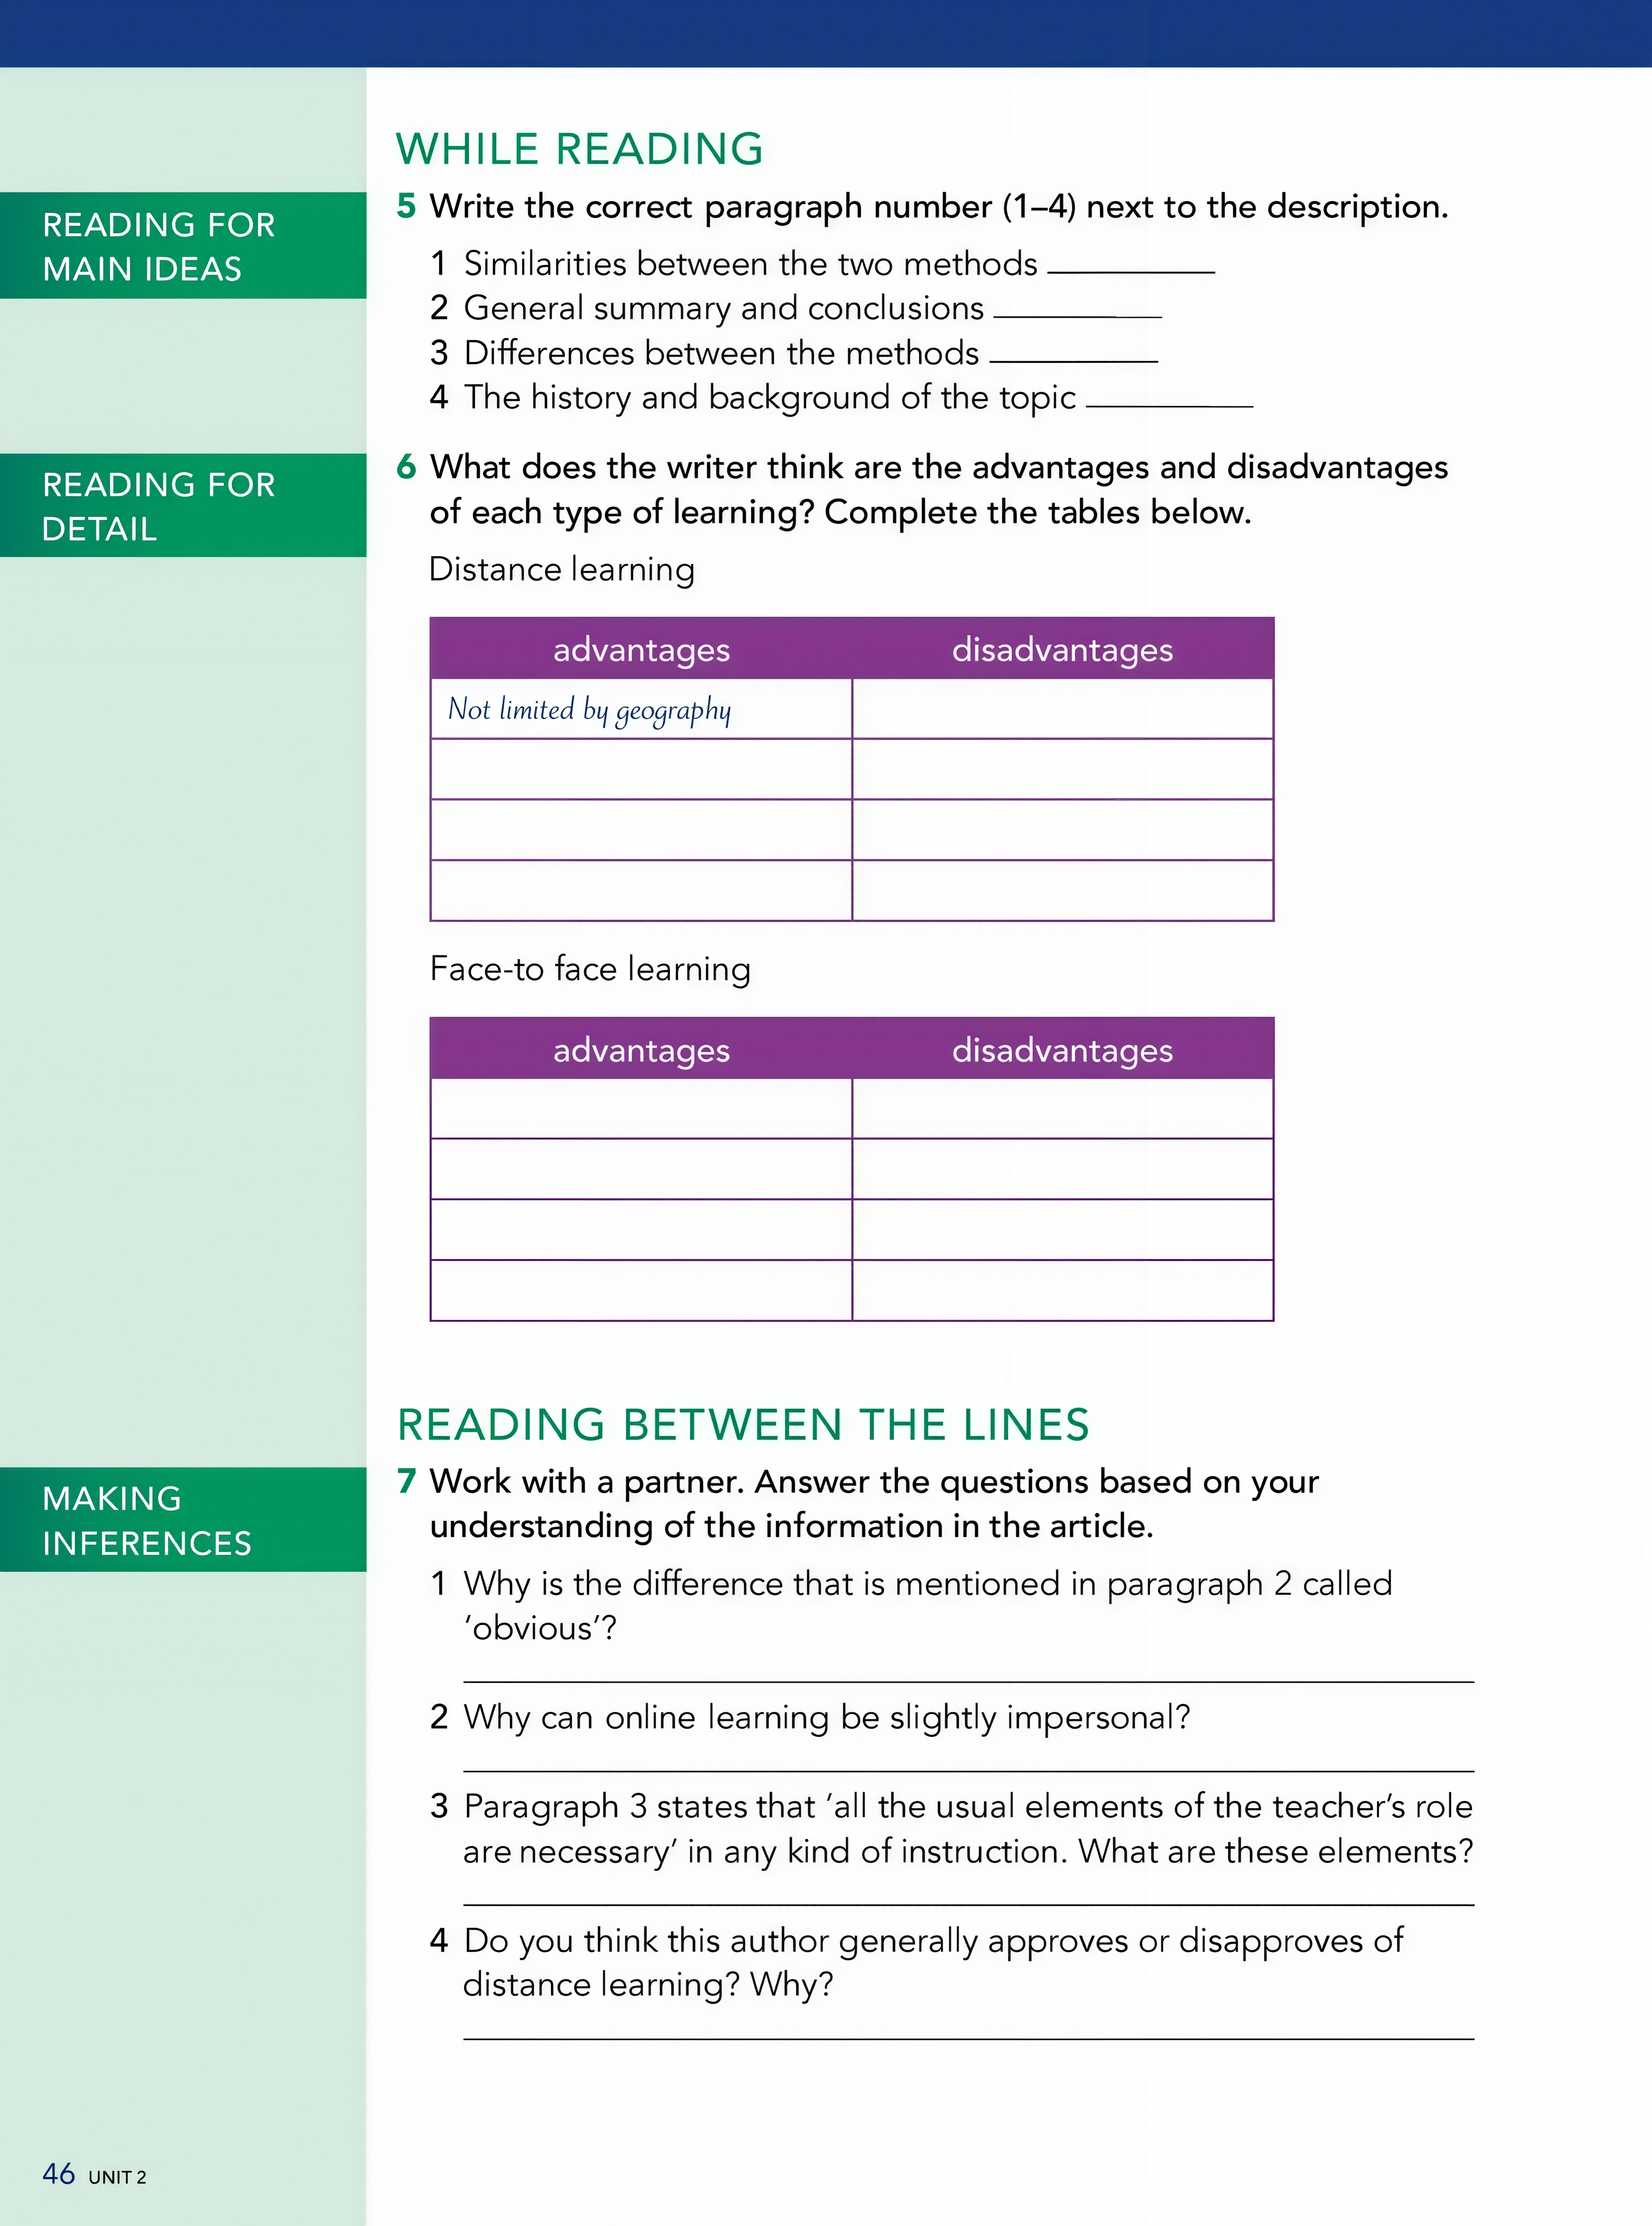 WHILE READING
READING FOR
MAIN IDEAS
5 Write the correct paragraph number (1–4) next to the description.
1 Similarities between the two methods
2 General summary and conclusions
3 Differences between the methods
4 The history and background of the topic
READING FOR
DETAIL
6 What does the writer think are the advantages and disadvantages
of each type of learning? Complete the tables below.
Distance learning
advantages disadvantages
Not limited by geography
Face-to face learning
advantages disadvantages
READING BETWEEN THE LINES
MAKING
INFERENCES
7 Work with a partner. Answer the questions based on your
understanding of the information in the article.
1 Why is the difference that is mentioned in paragraph 2 called
‘obvious’?
2 Why can online learning be slightly impersonal?
3 Paragraph 3 states that ‘all the usual elements of the teacher’s role
are necessary’ in any kind of instruction. What are these elements?
4 Do you think this author generally approves or disapproves of
distance learning? Why?
46 UNIT 2